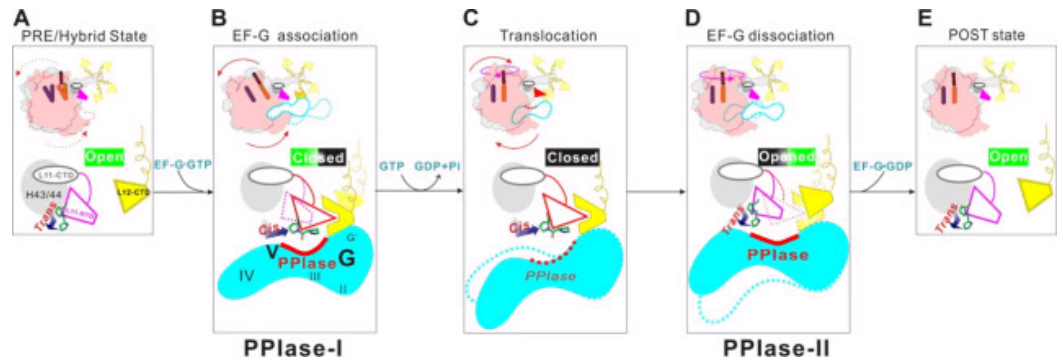 A B C D E
PRE/Hybrid State EF-G association Translocation EF-G dissociation POST state
Open Closed Closed Opened Open
L11-CTD
H43/44
L11-NTD
L12-CTD
Trans
EF-G·GTP
Cis
V
G'
PPIase
G
IV
III
II
GTP GDP+Pi
Cis
PPIase
Trans
PPIase
EF-G·GDP
Trans
PPIase-I PPIase-II